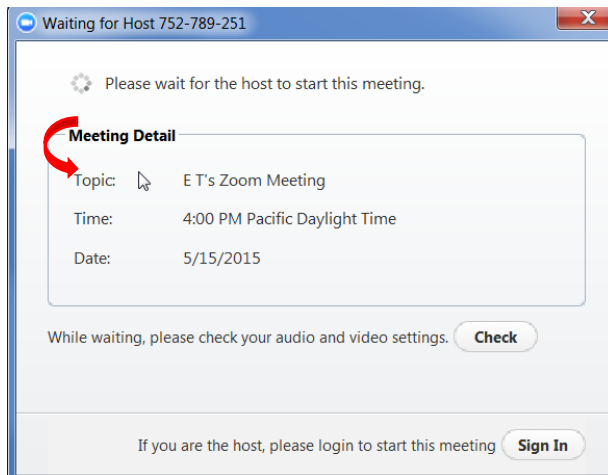 Waiting for Host 752-789-251
Please wait for the host to start this meeting.
Meeting Detail
Topic: E T's Zoom Meeting
Time: 4:00 PM Pacific Daylight Time
Date: 5/15/2015
While waiting, please check your audio and video settings. Check
If you are the host, please login to start this meeting Sign In